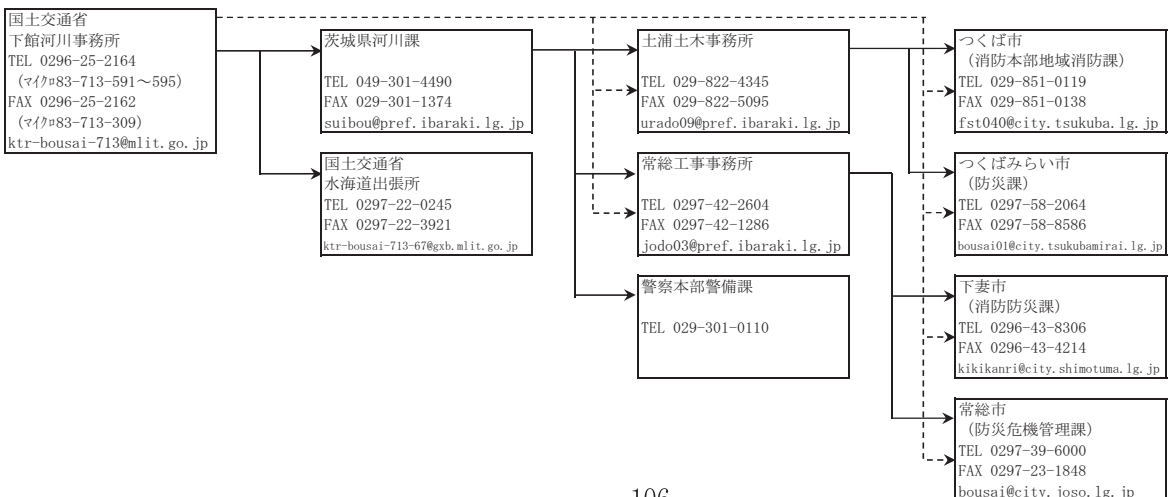 国土交通省
下館河川事務所
TEL 0296-25-2164
(ﾏｲｸﾛ83-713-591～595)
FAX 0296-25-2162
(ﾏｲｸﾛ83-713-309)
ktr-bousai-713@mlit.go.jp
茨城県河川課
TEL 049-301-4490
FAX 029-301-1374
suibou@pref.ibaraki.lg.jp
国土交通省
水海道出張所
TEL 0297-22-0245
FAX 0297-22-3921
ktr-bousai-713-67@gxb.mlit.go.jp
土浦土木事務所
TEL 029-822-4345
FAX 029-822-5095
urado09@pref.ibaraki.lg.jp
常総工事事務所
TEL 0297-42-2604
FAX 0297-42-1286
jodo03@pref.ibaraki.lg.jp
警察本部警備課
TEL 029-301-0110
つくば市
(消防本部地域消防課)
TEL 029-851-0119
FAX 029-851-0138
fst040@city.tsukuba.lg.jp
つくばみらい市
(防災課)
TEL 0297-58-2064
FAX 0297-58-8586
bousai01@city.tsukubamirai.lg.jp
下妻市
(消防防災課)
TEL 0296-43-8306
FAX 0296-43-4214
kikikanri@city.shimotuma.lg.jp
常総市
(防災危機管理課)
TEL 0297-39-6000
FAX 0297-23-1848
bousai@city.joso.lg.jp
106